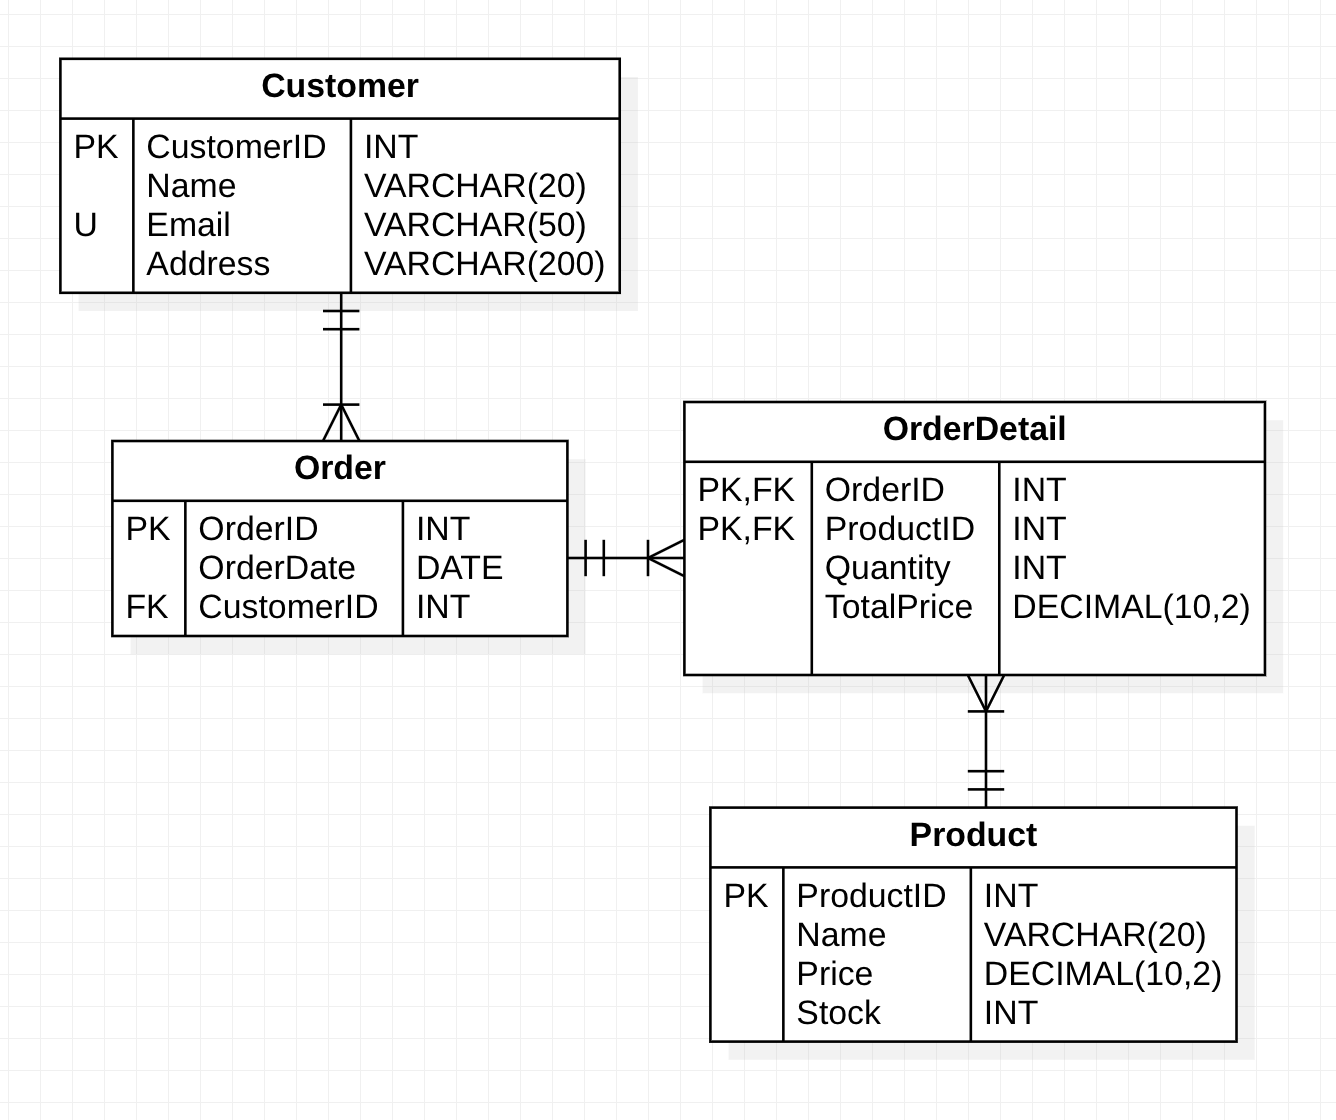 Customer
PK CustomerID INT
Name VARCHAR(20)
U Email VARCHAR(50)
Address VARCHAR(200)
Order
PK OrderID INT
OrderDate DATE
FK CustomerID INT
OrderDetail
PK,FK OrderID INT
PK,FK ProductID INT
Quantity INT
TotalPrice DECIMAL(10,2)
Product
PK ProductID INT
Name VARCHAR(20)
Price DECIMAL(10,2)
Stock INT